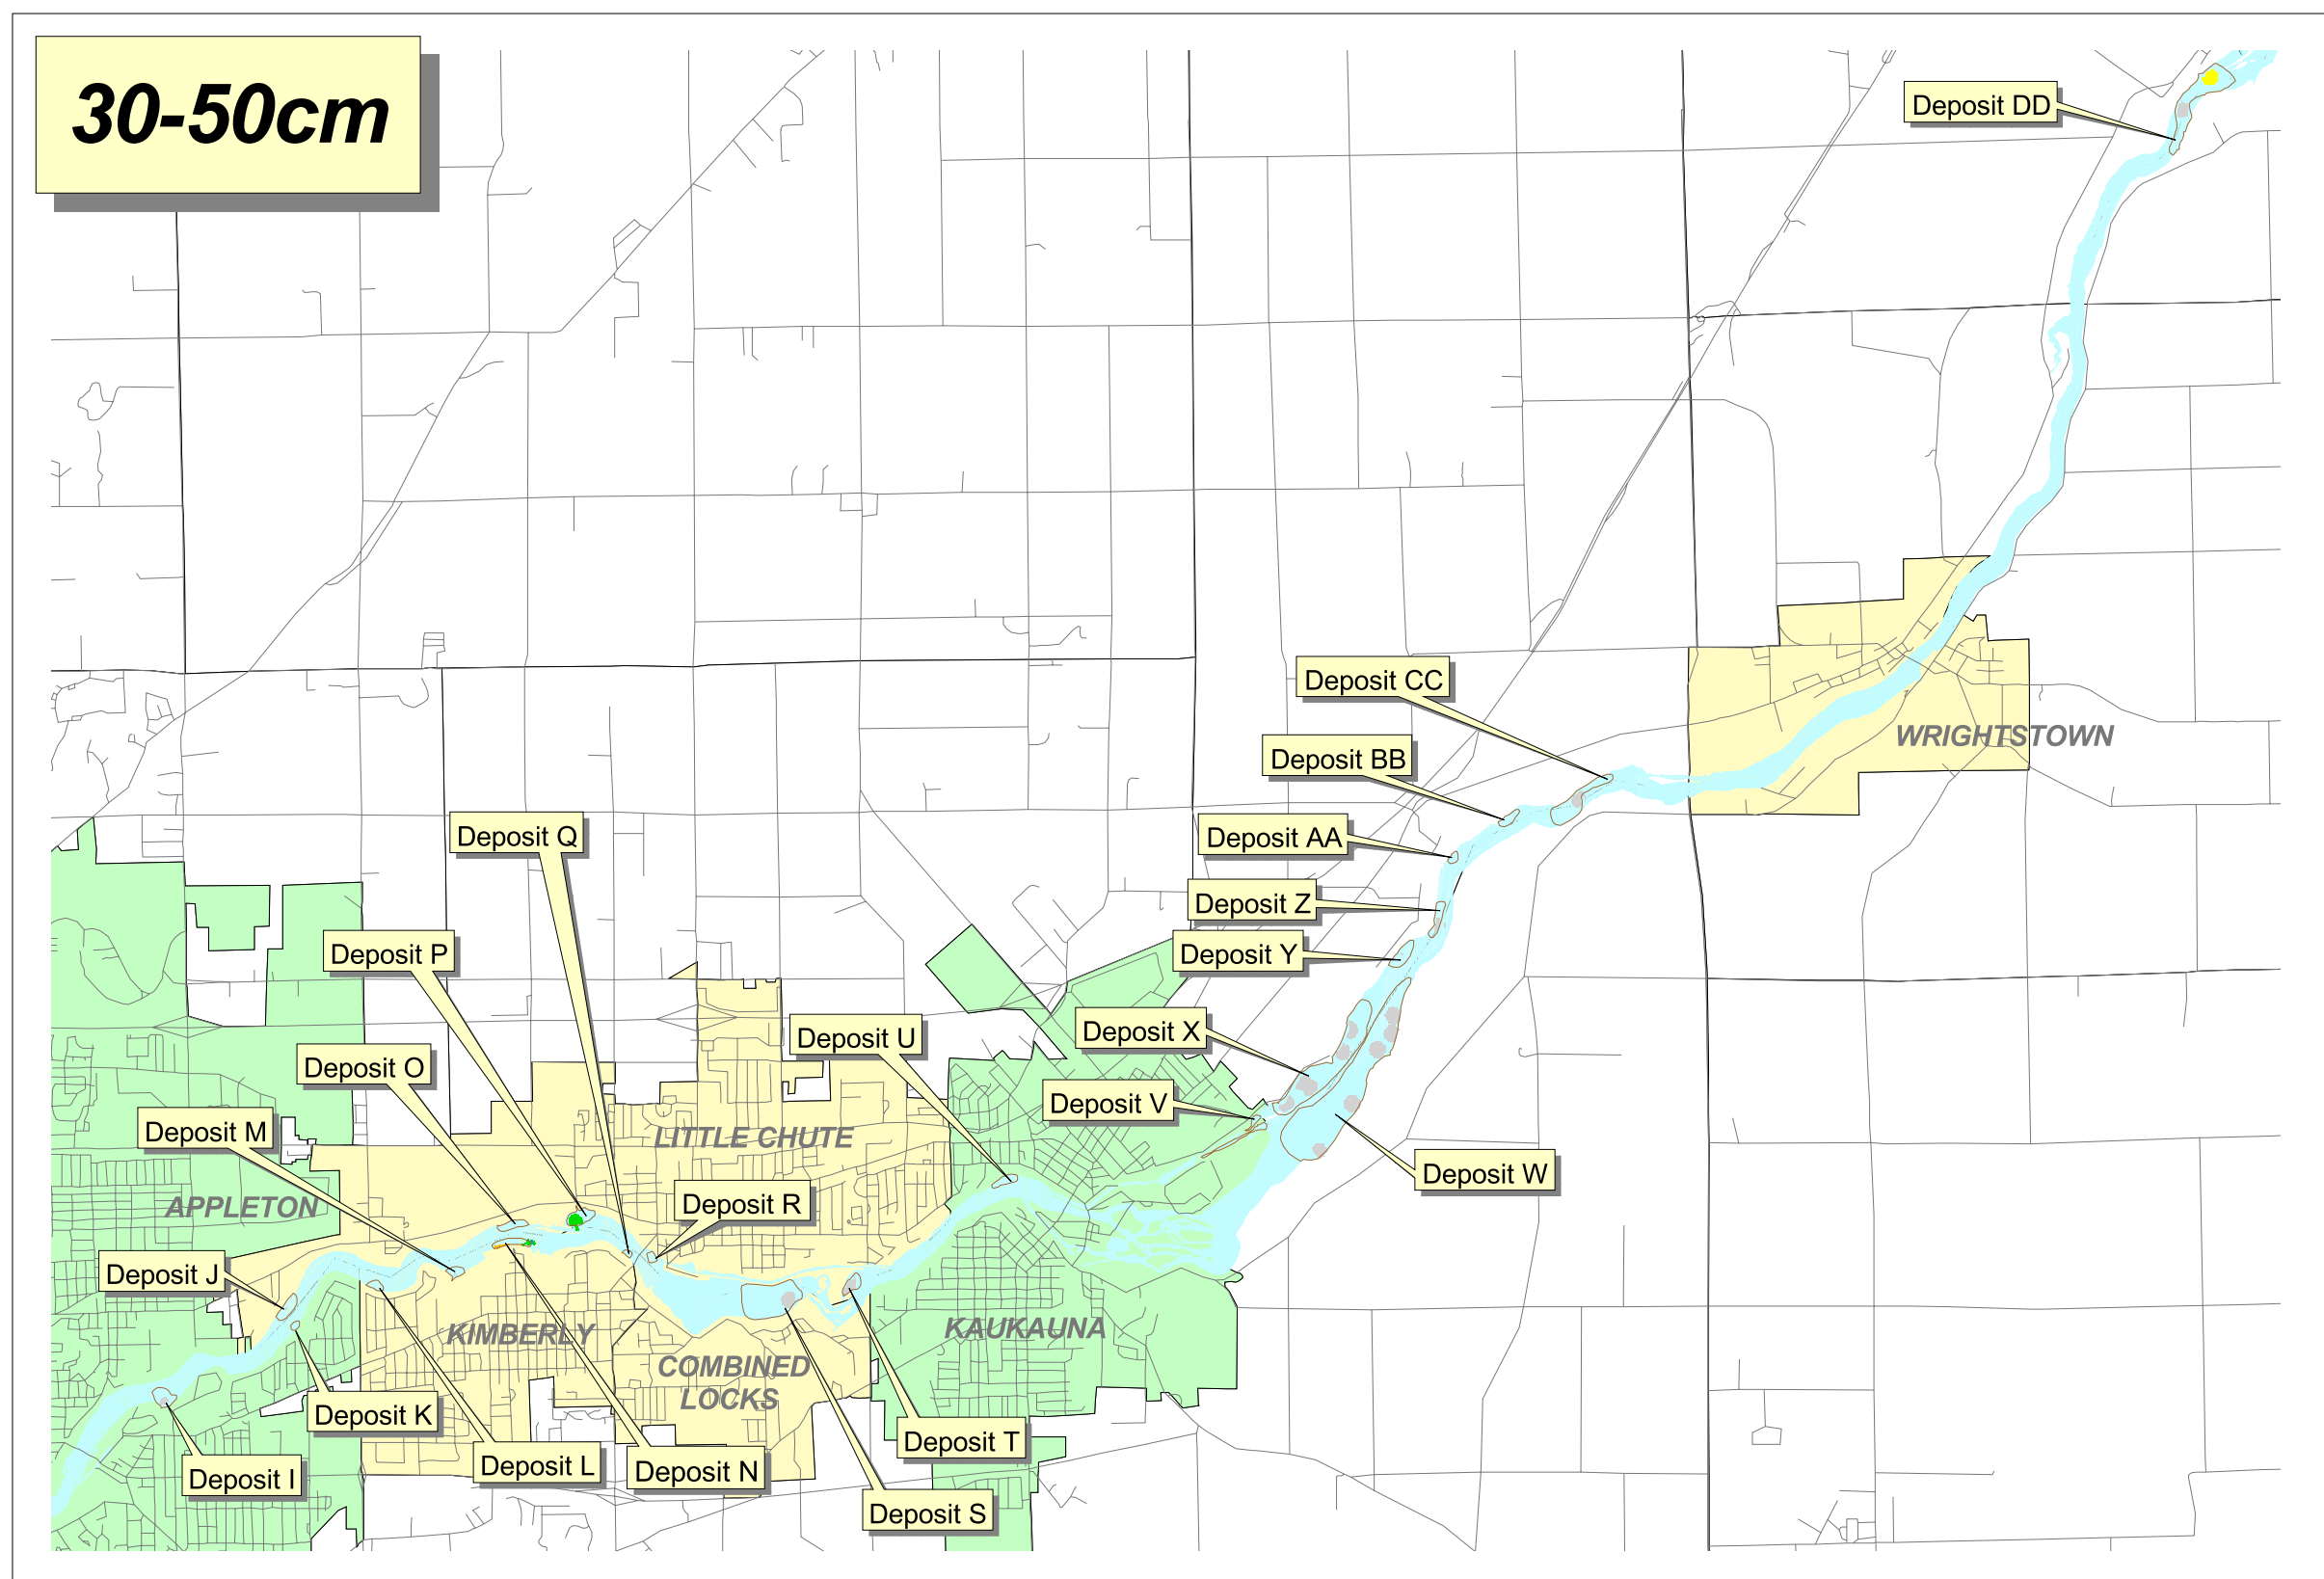 30-50cm
Deposit DD
Deposit CC
WRIGHTSTOWN
Deposit BB
Deposit Q
Deposit AA
Deposit Z
Deposit P
Deposit Y
Deposit U
Deposit X
Deposit O
Deposit V
Deposit M
LITTLE CHUTE
Deposit W
APPLETON
Deposit R
Deposit J
KIMBERLY
KAUKAUNA
COMBINED
LOCKS
Deposit K
Deposit T
Deposit I
Deposit L
Deposit N
Deposit S